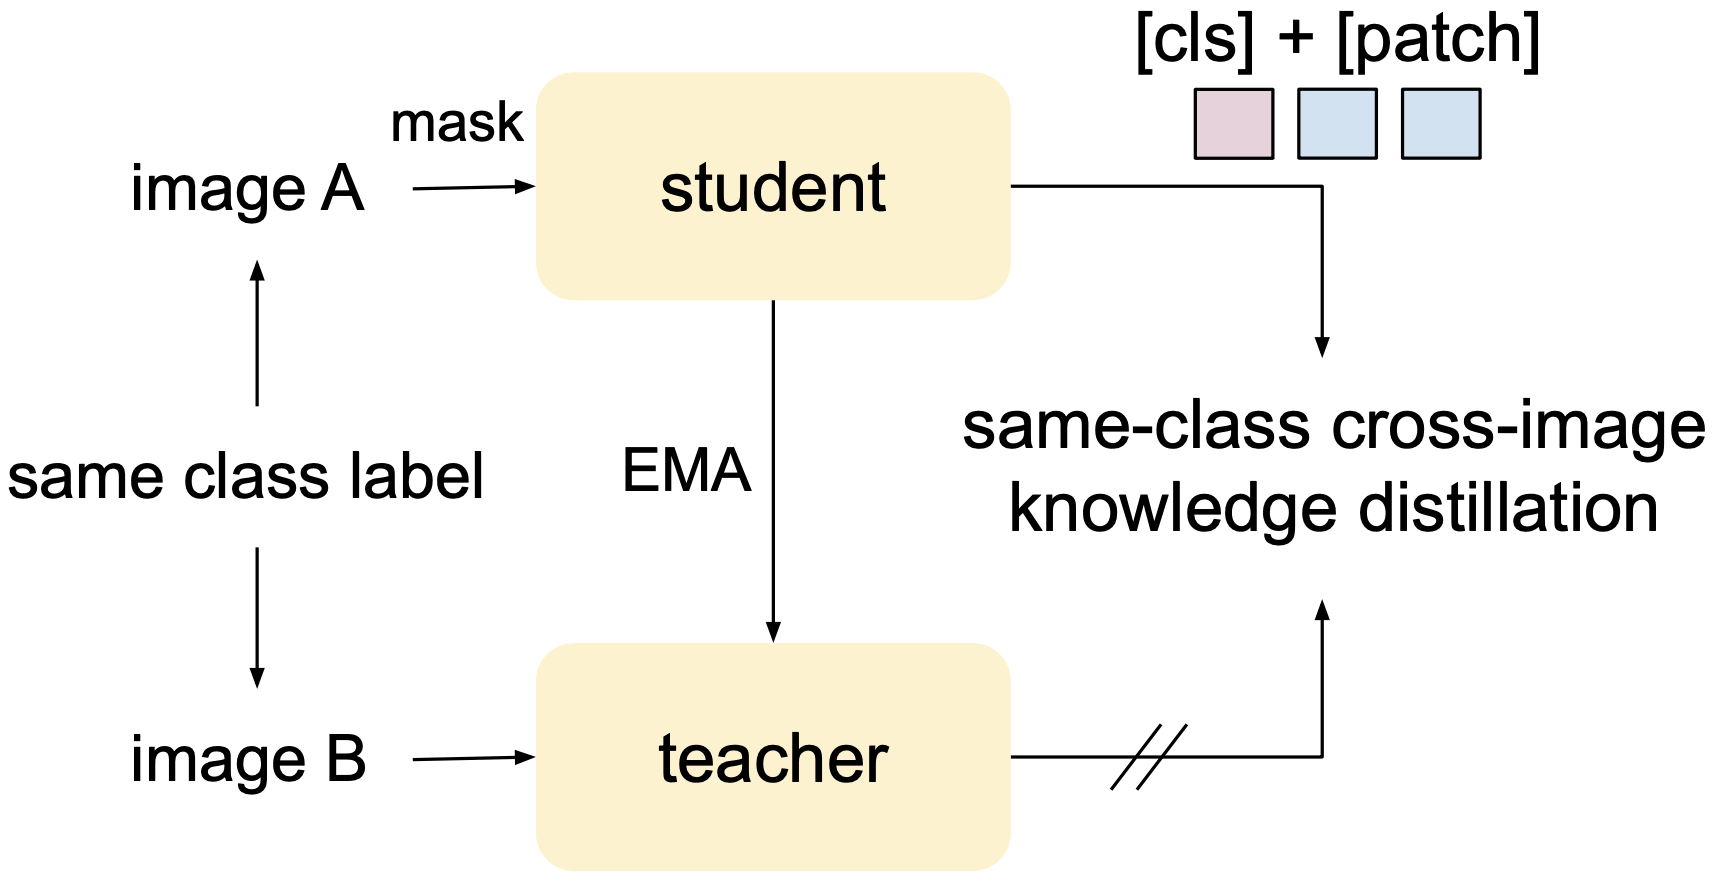 [cls] + [patch]
mask
image A
student
same class label
EMA
same-class cross-image
knowledge distillation
image B
teacher